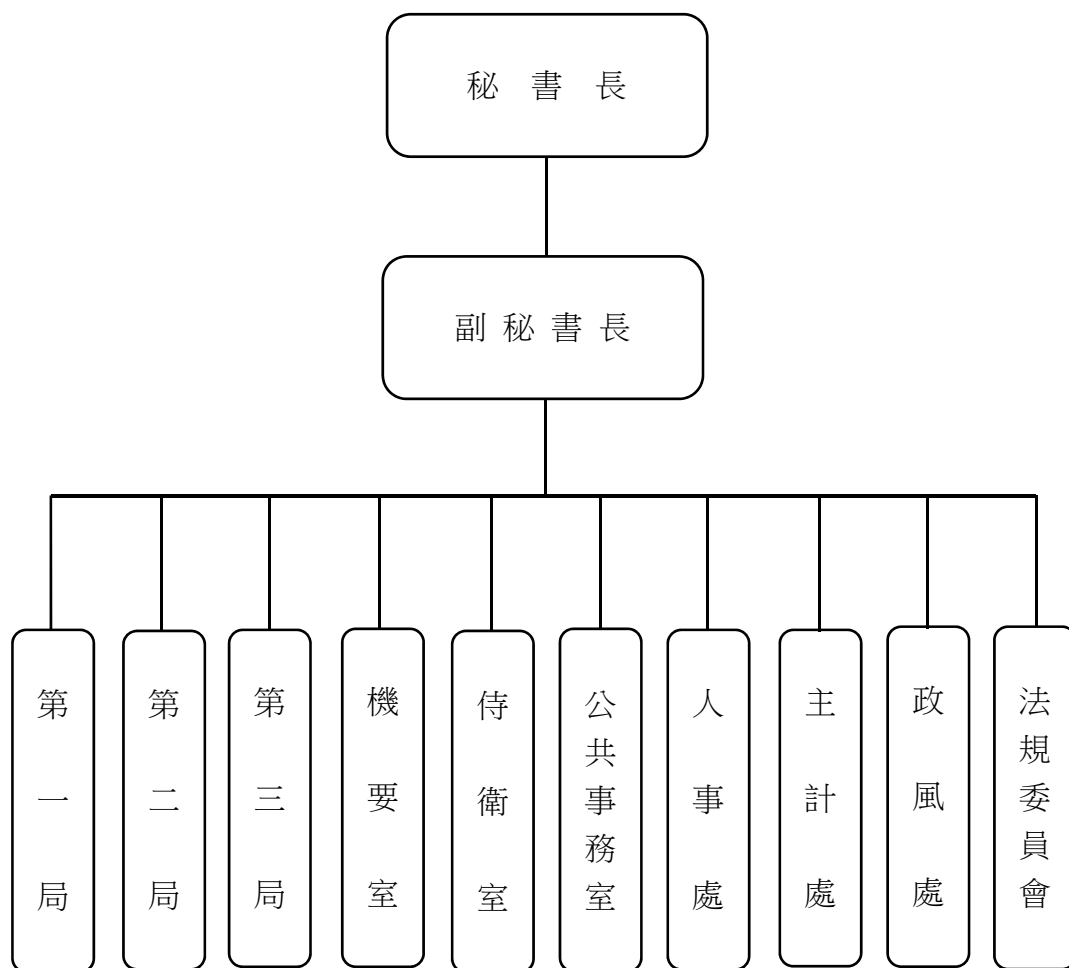 秘書長
副秘書長
第一局
第二局
第三局
機要室
侍衛室
公共事務室
人事處
主計處
政風處
法規委員會